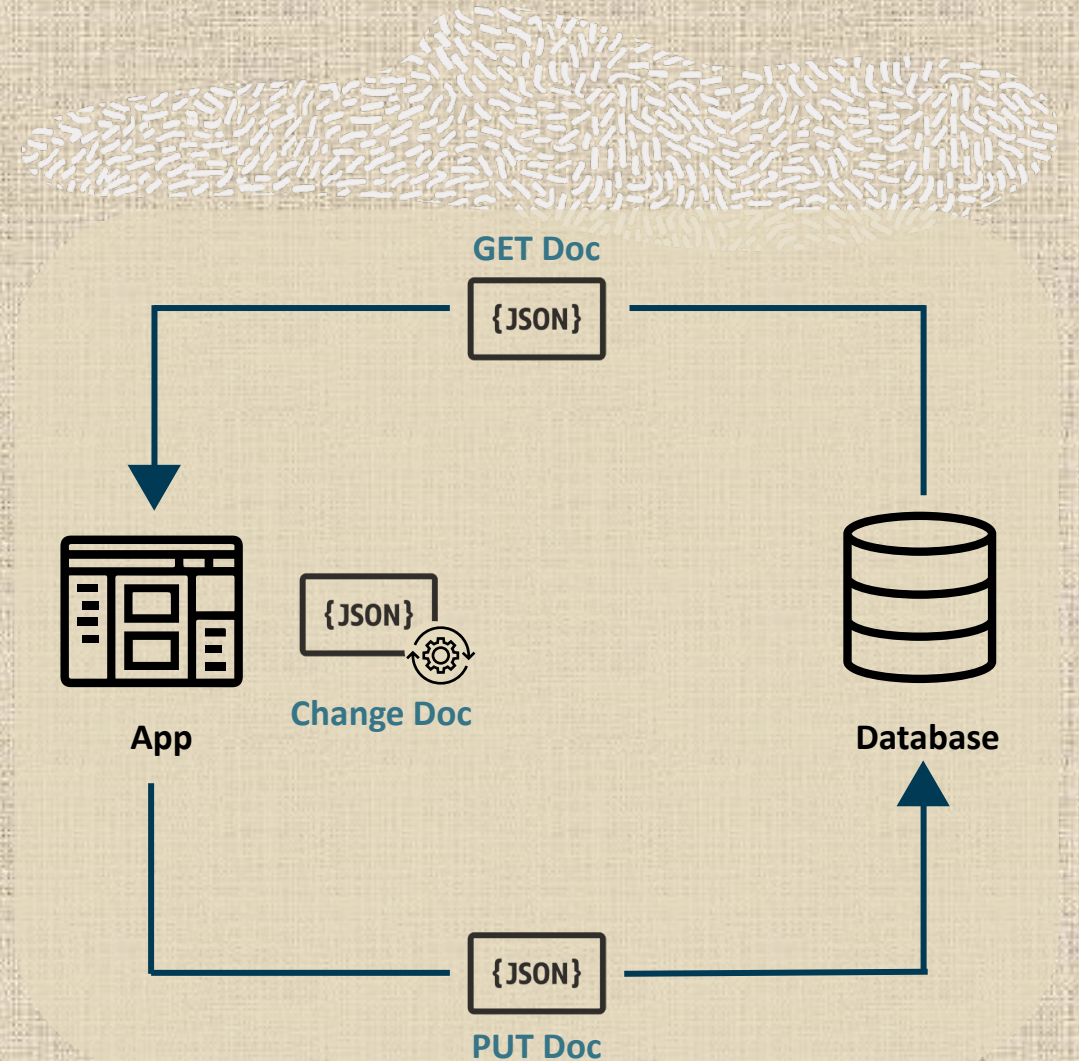 GET Doc
{JSON}
{JSON}
Change Doc
App
Database
{JSON}
PUT Doc